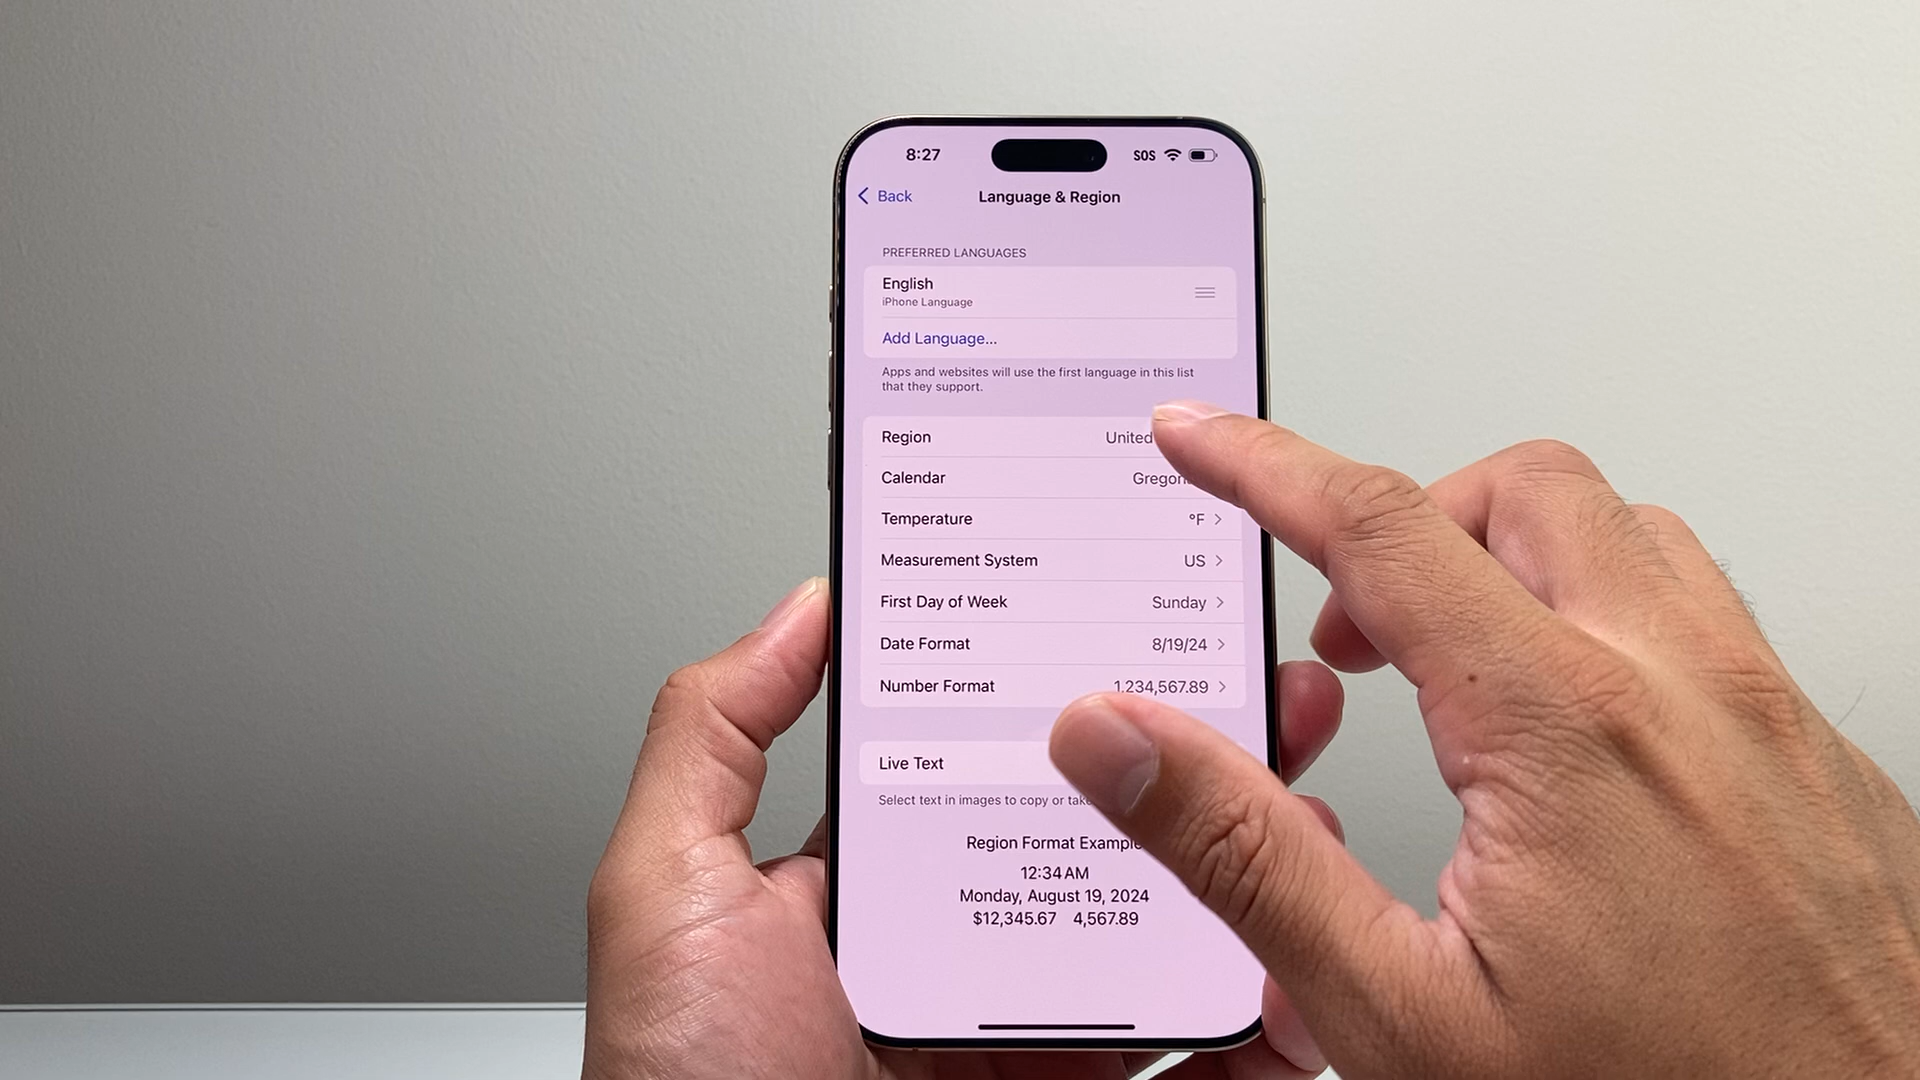 8:27 SOS
Back Language & Region
PREFERRED LANGUAGES
English
iPhone Language
Add Language...
Apps and websites will use the first language in this list
that they support.
Region United
Calendar
Temperature °F
Measurement System US
First Day of Week Sunday
Date Format 8/19/24
Number Format 1,234,567.89
Live Text
Select text in images to copy or take
Region Format Example
12:34 AM
Monday, August 19, 2024
$12,345.67 4,567.89